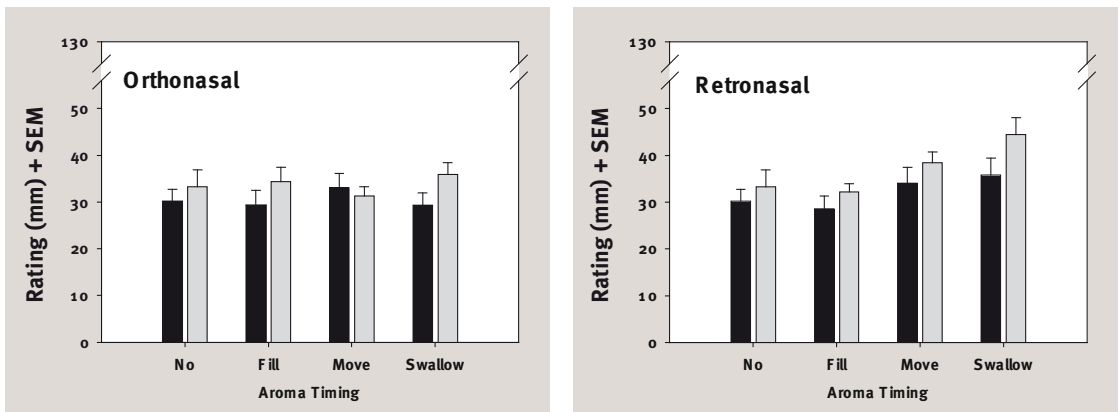 130
Orthonasal
50
40
30
20
10
0
Rating (mm) + SEM
No Fill Move Swallow
Aroma Timing
130
Retronasal
50
40
30
20
10
0
Rating (mm) + SEM
No Fill Move Swallow
Aroma Timing